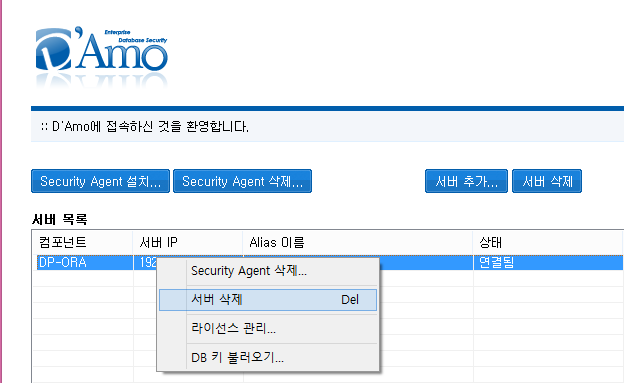 Enterprise
Database Security
D'Amo
:: D'Amo에 접속하신 것을 환영합니다.
Security Agent 설치... Security Agent 삭제... 서버 추가... 서버 삭제
서버 목록
컴포넌트 서버 IP Alias 이름 상태
DP-ORA 192 연결됨
Security Agent 삭제...
서버 삭제 Del
라이선스 관리...
DB 키 불러오기...